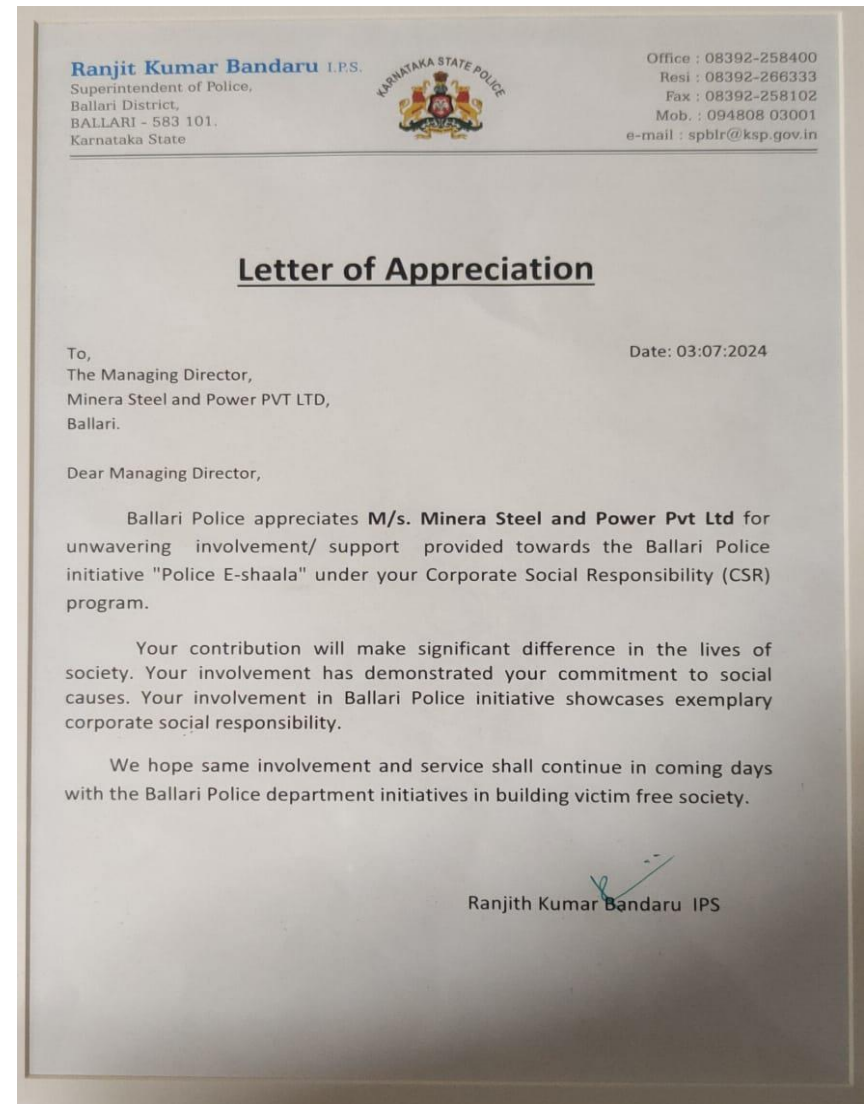 Ranjit Kumar Bandaru I.P.S.
Superintendent of Police,
Ballari District,
BALLARI - 583 101.
Karnataka State
KARNATAKA STATE POLICE
Office : 08392-258400
Resi : 08392-266333
Fax : 08392-258102
Mob. : 094808 03001
e-mail : spblr@ksp.gov.in
Letter of Appreciation
To,
Date: 03:07:2024
The Managing Director,
Minera Steel and Power PVT LTD,
Ballari.
Dear Managing Director,
Ballari Police appreciates M/s. Minera Steel and Power Pvt Ltd for
unwavering involvement/ support provided towards the Ballari Police
initiative "Police E-shaala" under your Corporate Social Responsibility (CSR)
program.
Your contribution will make significant difference in the lives of
society. Your involvement has demonstrated your commitment to social
causes. Your involvement in Ballari Police initiative showcases exemplary
corporate social responsibility.
We hope same involvement and service shall continue in coming days
with the Ballari Police department initiatives in building victim free society.
Ranjith Kumar Bandaru IPS